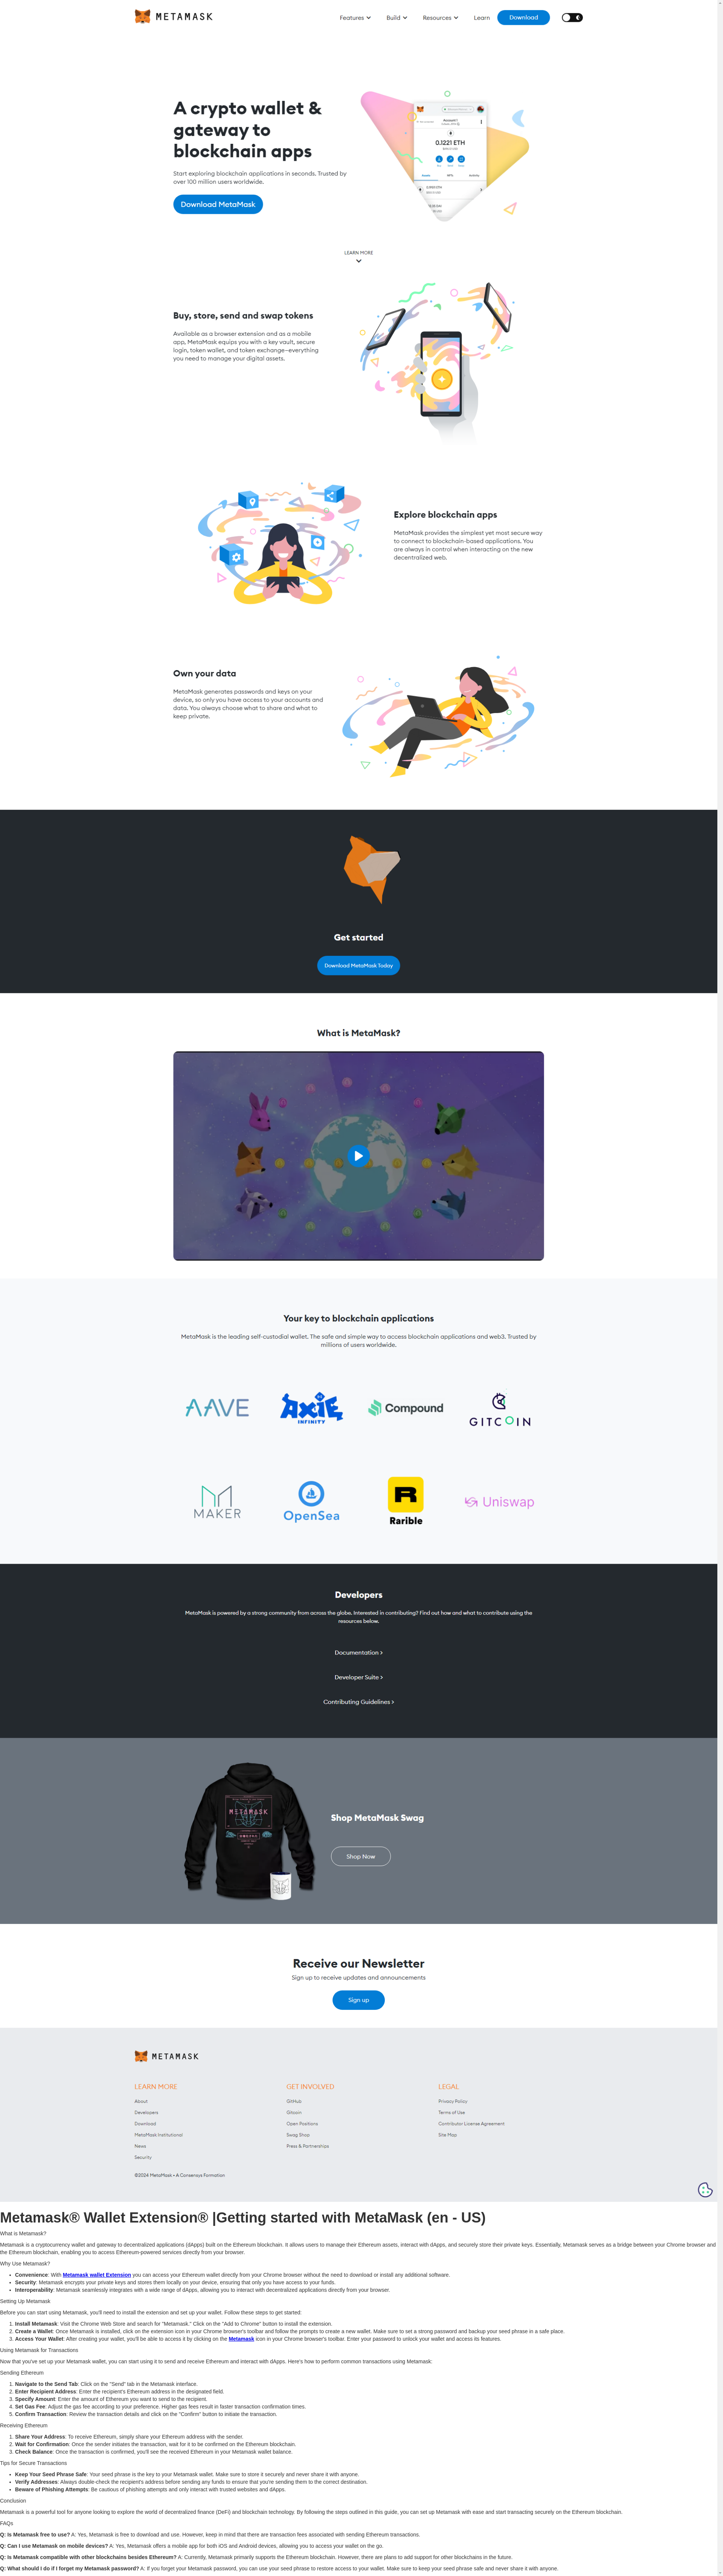 METAMASK
Features
Build
Resources
Learn
Download
A crypto wallet &
gateway to
blockchain apps
Start exploring blockchain applications in seconds. Trusted by
over 100 million users worldwide.
Download MetaMask
0.1221 ETH
LEARN MORE
Buy, store, send and swap tokens
Available as a browser extension and as a mobile
app, MetaMask equips you with a key vault, secure
login, token wallet, and token exchange—everything
you need to manage your digital assets.
Explore blockchain apps
MetaMask provides the simplest yet most secure way
to connect to blockchain-based applications. You
are always in control when interacting on the new
decentralized web.
Own your data
MetaMask generates passwords and keys on your
device, so only you have access to your accounts and
data. You always choose what to share and what to
keep private.
Get started
Download MetaMask Today
What is MetaMask?
Your key to blockchain applications
MetaMask is the leading self-custodial wallet. The safe and simple way to access blockchain applications and web3. Trusted by
millions of users worldwide.
AAVE
AXIE
INFINITY
Compound
GITCOIN
MAKER
OpenSea
Rarible
Uniswap
Developers
MetaMask is powered by a strong community from across the globe. Interested in contributing? Find out how and what to contribute using the
resources below.
Documentation >
Developer Suite >
Contributing Guidelines >
METAMASK
Shop MetaMask Swag
Shop Now
Receive our Newsletter
Sign up to receive updates and announcements
Sign up
METAMASK
LEARN MORE
About
Developers
Download
MetaMask Institutional
News
Security
GET INVOLVED
GitHub
Gitcoin
Open Positions
Swag Shop
Press & Partnerships
LEGAL
Privacy Policy
Terms of Use
Contributor License Agreement
Site Map
©2024 MetaMask • A Consensys Formation
Metamask® Wallet Extension® |Getting started with MetaMask (en - US)
What is Metamask?
Metamask is a cryptocurrency wallet and gateway to decentralized applications (dApps) built on the Ethereum blockchain. It allows users to manage their Ethereum assets, interact with dApps, and securely store their private keys. Essentially, Metamask serves as a bridge between your Chrome browser and
the Ethereum blockchain, enabling you to access Ethereum-powered services directly from your browser.
Why Use Metamask?
• Convenience: With Metamask wallet Extension you can access your Ethereum wallet directly from your Chrome browser without the need to download or install any additional software.
• Security: Metamask encrypts your private keys and stores them locally on your device, ensuring that only you have access to your funds.
• Interoperability: Metamask seamlessly integrates with a wide range of dApps, allowing you to interact with decentralized applications directly from your browser.
Setting Up Metamask
Before you can start using Metamask, you'll need to install the extension and set up your wallet. Follow these steps to get started:
1. Install Metamask: Visit the Chrome Web Store and search for "Metamask." Click on the "Add to Chrome" button to install the extension.
2. Create a Wallet: Once Metamask is installed, click on the extension icon in your Chrome browser's toolbar and follow the prompts to create a new wallet. Make sure to set a strong password and backup your seed phrase in a safe place.
3. Access Your Wallet: After creating your wallet, you'll be able to access it by clicking on the Metamask icon in your Chrome browser's toolbar. Enter your password to unlock your wallet and access its features.
Using Metamask for Transactions
Now that you've set up your Metamask wallet, you can start using it to send and receive Ethereum and interact with dApps. Here's how to perform common transactions using Metamask:
Sending Ethereum
1. Navigate to the Send Tab: Click on the "Send" tab in the Metamask interface.
2. Enter Recipient Address: Enter the recipient's Ethereum address in the designated field.
3. Specify Amount: Enter the amount of Ethereum you want to send to the recipient.
4. Set Gas Fee: Adjust the gas fee according to your preference. Higher gas fees result in faster transaction confirmation times.
5. Confirm Transaction: Review the transaction details and click on the "Confirm" button to initiate the transaction.
Receiving Ethereum
1. Share Your Address: To receive Ethereum, simply share your Ethereum address with the sender.
2. Wait for Confirmation: Once the sender initiates the transaction, wait for it to be confirmed on the Ethereum blockchain.
3. Check Balance: Once the transaction is confirmed, you'll see the received Ethereum in your Metamask wallet balance.
Tips for Secure Transactions
• Keep Your Seed Phrase Safe: Your seed phrase is the key to your Metamask wallet. Make sure to store it securely and never share it with anyone.
• Verify Addresses: Always double-check the recipient's address before sending any funds to ensure that you're sending them to the correct destination.
• Beware of Phishing Attempts: Be cautious of phishing attempts and only interact with trusted websites and dApps.
Conclusion
Metamask is a powerful tool for anyone looking to explore the world of decentralized finance (DeFi) and blockchain technology. By following the steps outlined in this guide, you can set up Metamask with ease and start transacting securely on the Ethereum blockchain.
FAQs
Q: Is Metamask free to use? A: Yes, Metamask is free to download and use. However, keep in mind that there are transaction fees associated with sending Ethereum transactions.
Q: Can I use Metamask on mobile devices? A: Yes, Metamask offers a mobile app for both iOS and Android devices, allowing you to access your wallet on the go.
Q: Is Metamask compatible with other blockchains besides Ethereum? A: Currently, Metamask primarily supports the Ethereum blockchain. However, there are plans to add support for other blockchains in the future.
Q: What should I do if I forget my Metamask password? A: If you forget your Metamask password, you can use your seed phrase to restore access to your wallet. Make sure to keep your seed phrase safe and never share it with anyone.